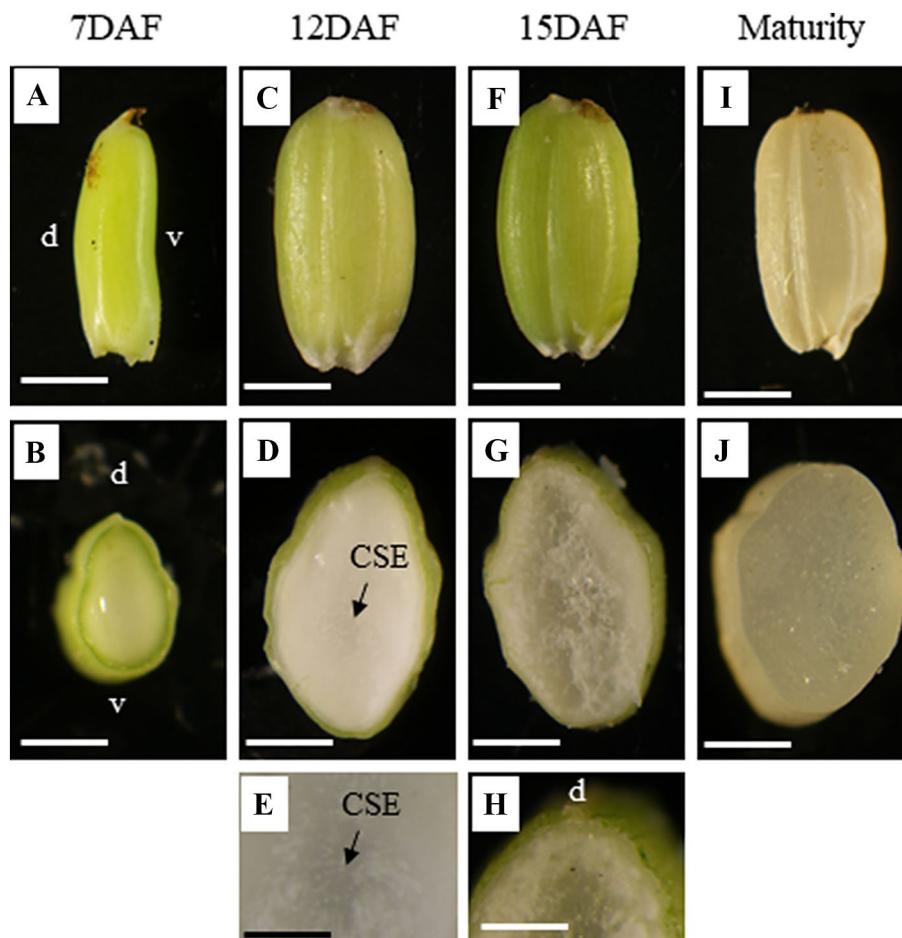 7DAF 12DAF 15DAF Maturity
A C F I
d v
B D G J
d
CSE
v
E H
CSE d